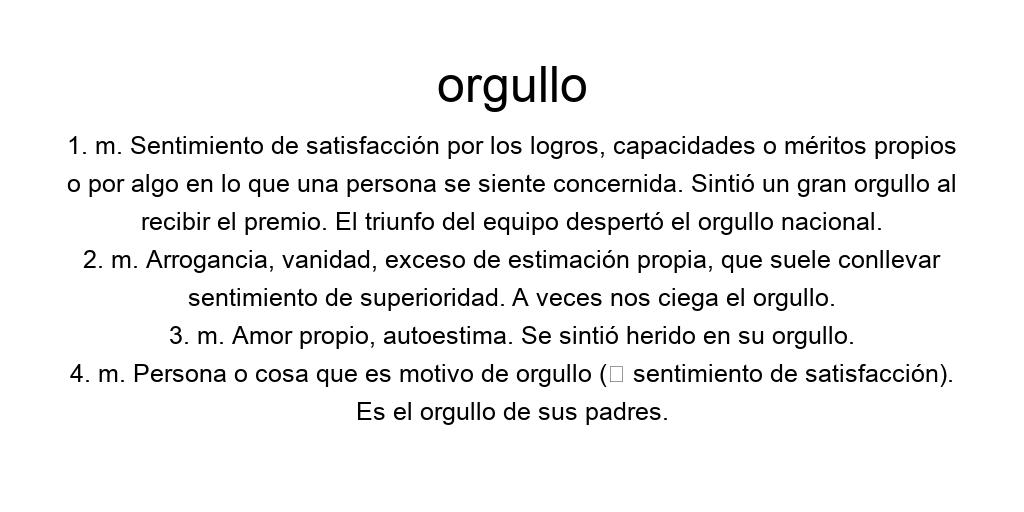 orgullo
1. m. Sentimiento de satisfacción por los logros, capacidades o méritos propios
o por algo en lo que una persona se siente concernida. Sintió un gran orgullo al
recibir el premio. El triunfo del equipo despertó el orgullo nacional.
2. m. Arrogancia, vanidad, exceso de estimación propia, que suele conllevar
sentimiento de superioridad. A veces nos ciega el orgullo.
3. m. Amor propio, autoestima. Se sintió herido en su orgullo.
4. m. Persona o cosa que es motivo de orgullo (□ sentimiento de satisfacción).
Es el orgullo de sus padres.